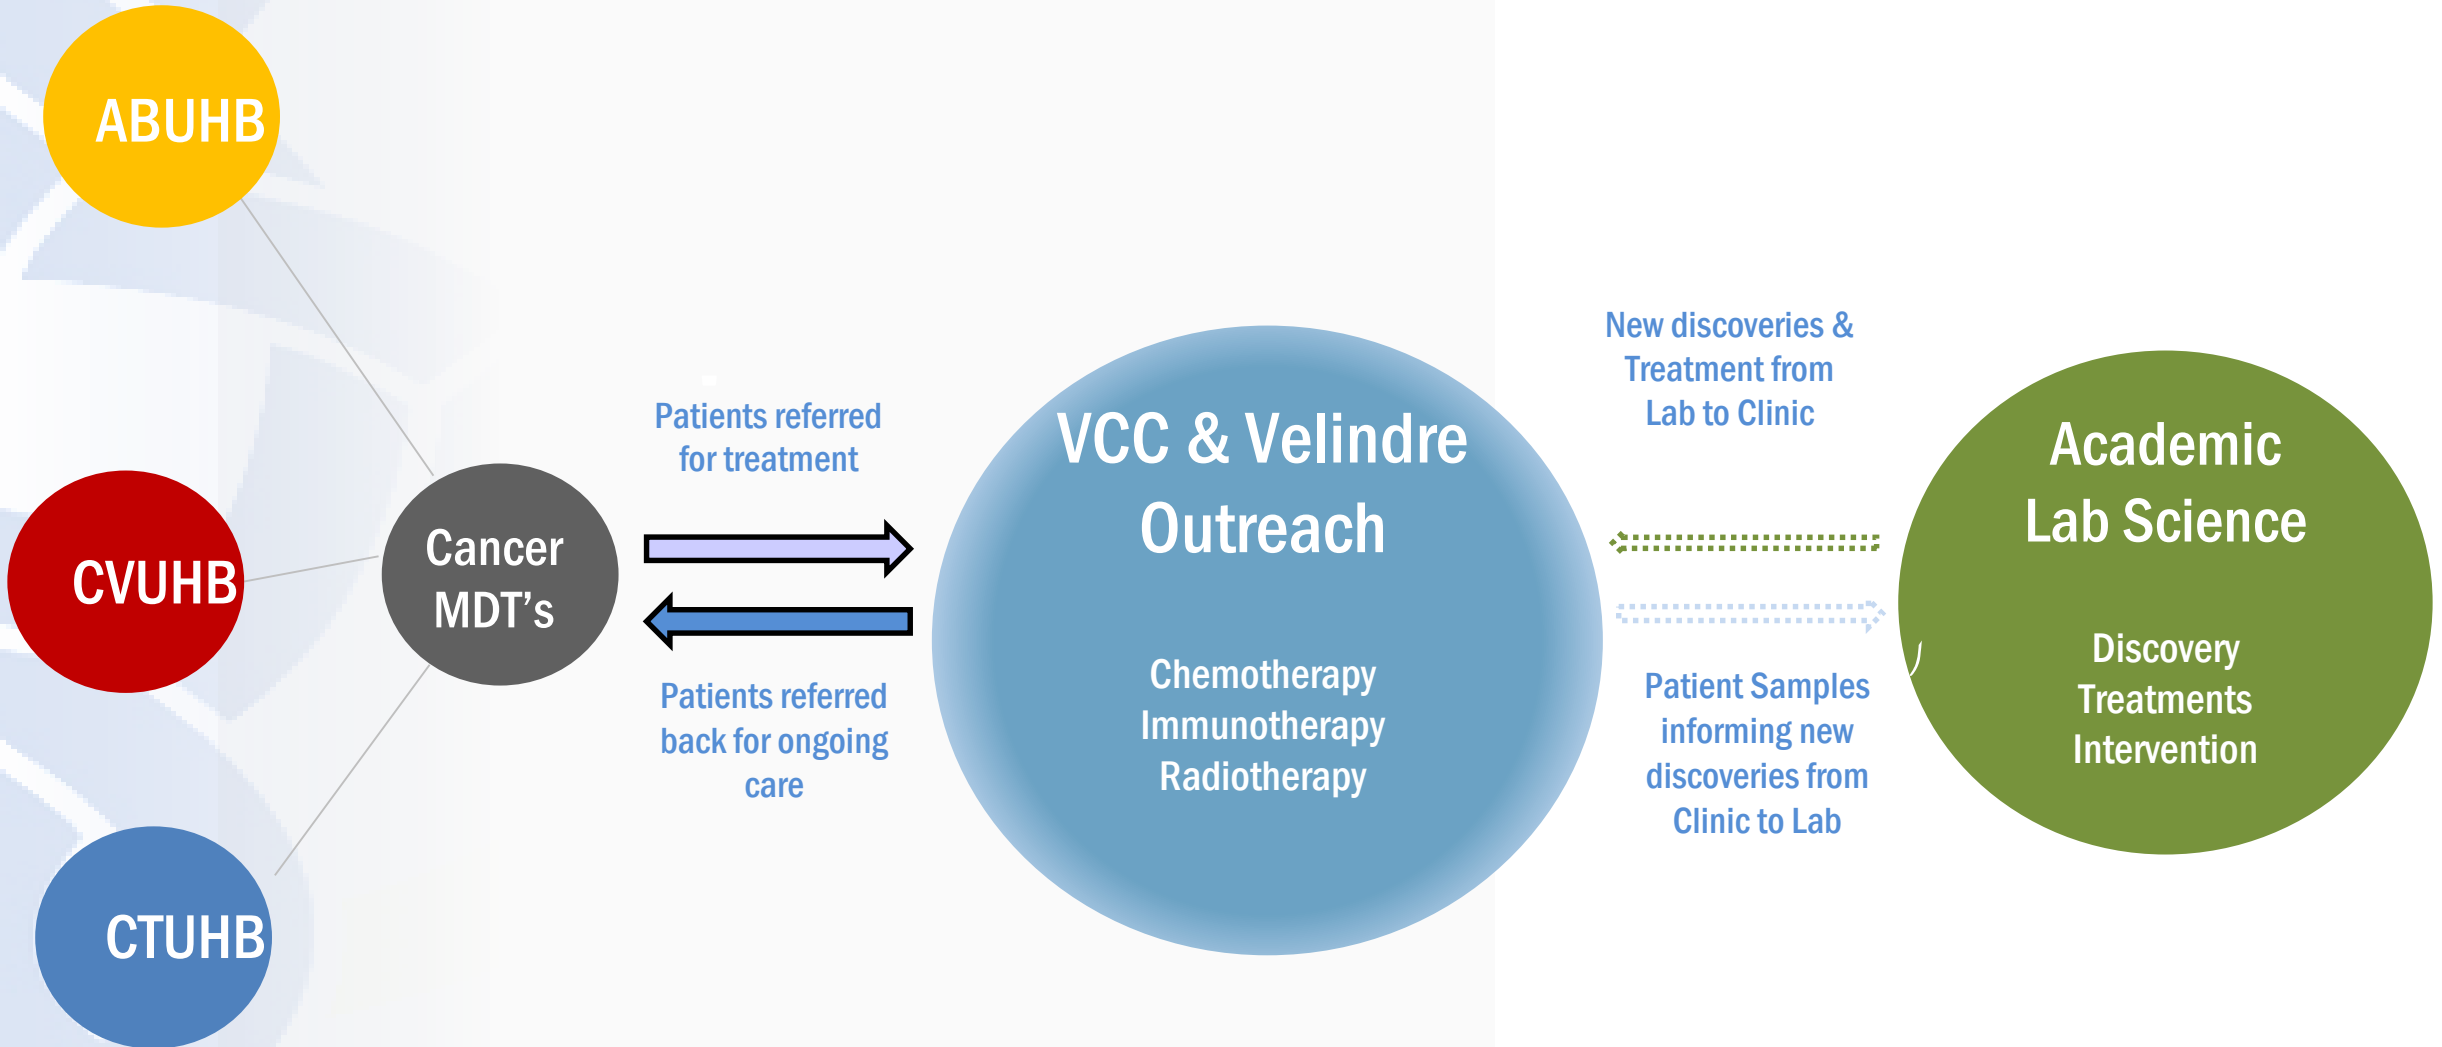 ABUHB
CVUHB
CTUHB
Cancer
MDT's
Patients referred
for treatment
Patients referred
back for ongoing
care
VCC & Velindre
Outreach
Chemotherapy
Immunotherapy
Radiotherapy
New discoveries &
Treatment from
Lab to Clinic
Patient Samples
informing new
discoveries from
Clinic to Lab
Academic
Lab Science
Discovery
Treatments
Intervention